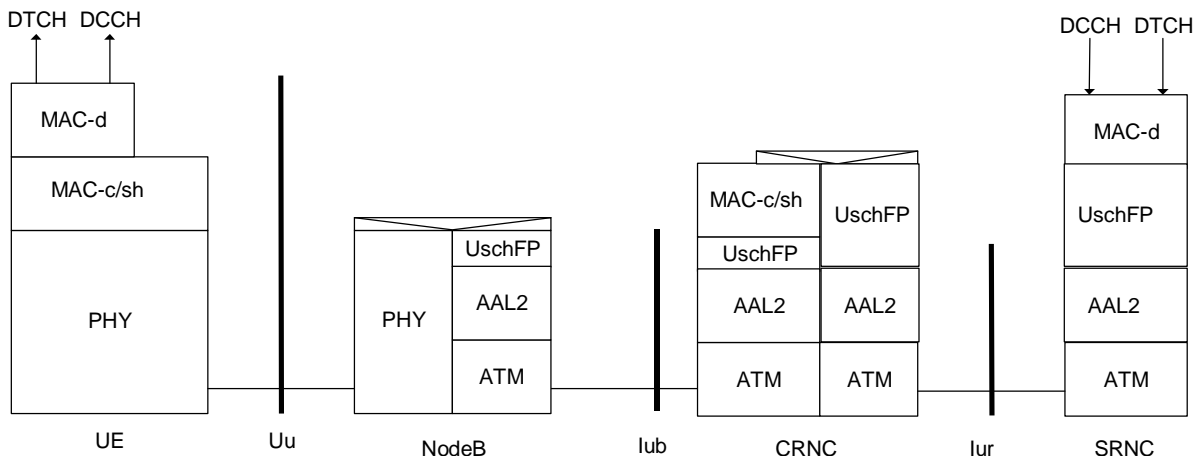 DTCH DCCH
DCCH DTCH
MAC-d
MAC-d
MAC-c/sh
MAC-c/sh
UschFP
UschFP
UschFP
UschFP
PHY
PHY
AAL2
AAL2
AAL2
AAL2
ATM
ATM
ATM
ATM
UE
Uu
NodeB
Iub
CRNC
Iur
SRNC